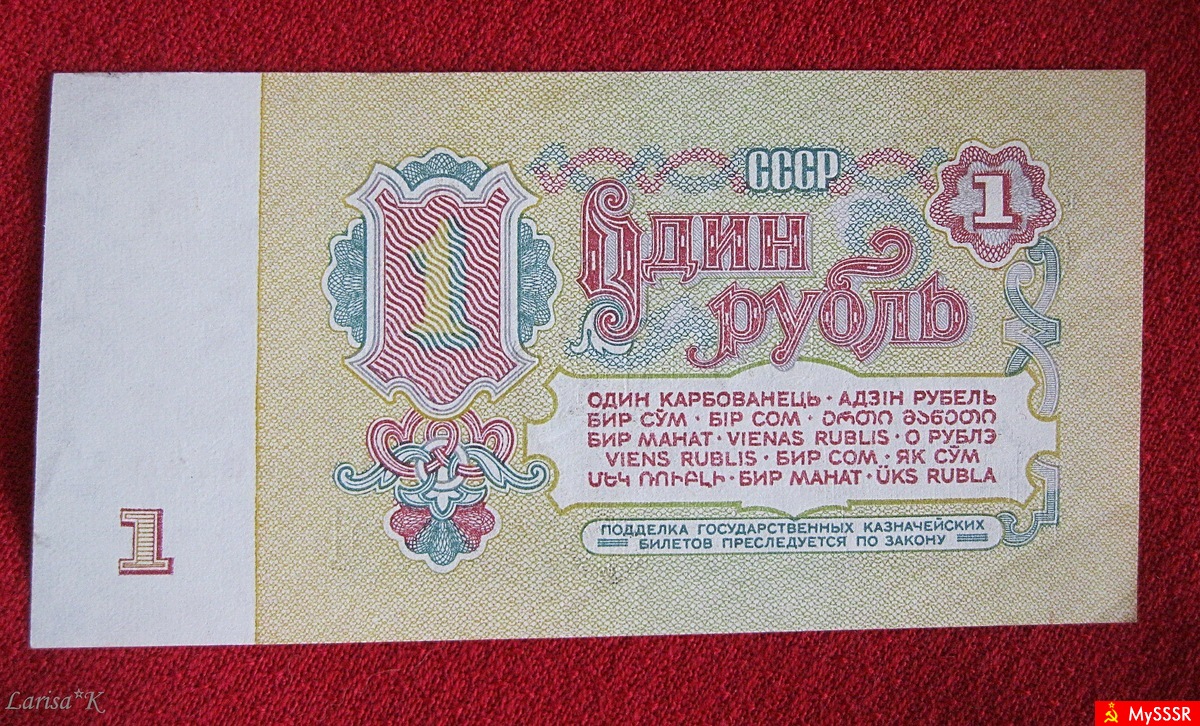 СССР
1
1
Один
рубль
ОДИН КАРБОВАНЕЦЬ · АДЗІН РУБЕЛЬ
БИР СЎМ · БІР СОМ · ᲔᲠᲗᲘ ᲛᲐᲜᲔᲗᲘ
БИР МАНАТ · VIENAS RUBLIS · О РУБЛЭ
VIENS RUBLIS · БИР СОМ · ЯК СӮМ
ՄԵԿ ՌՈՒԲԼԻ · БИР МАНАТ · ÜKS RUBLA
ПОДДЕЛКА ГОСУДАРСТВЕННЫХ КАЗНАЧЕЙСКИХ
БИЛЕТОВ ПРЕСЛЕДУЕТСЯ ПО ЗАКОНУ
1
Larisa*K
MySSSR